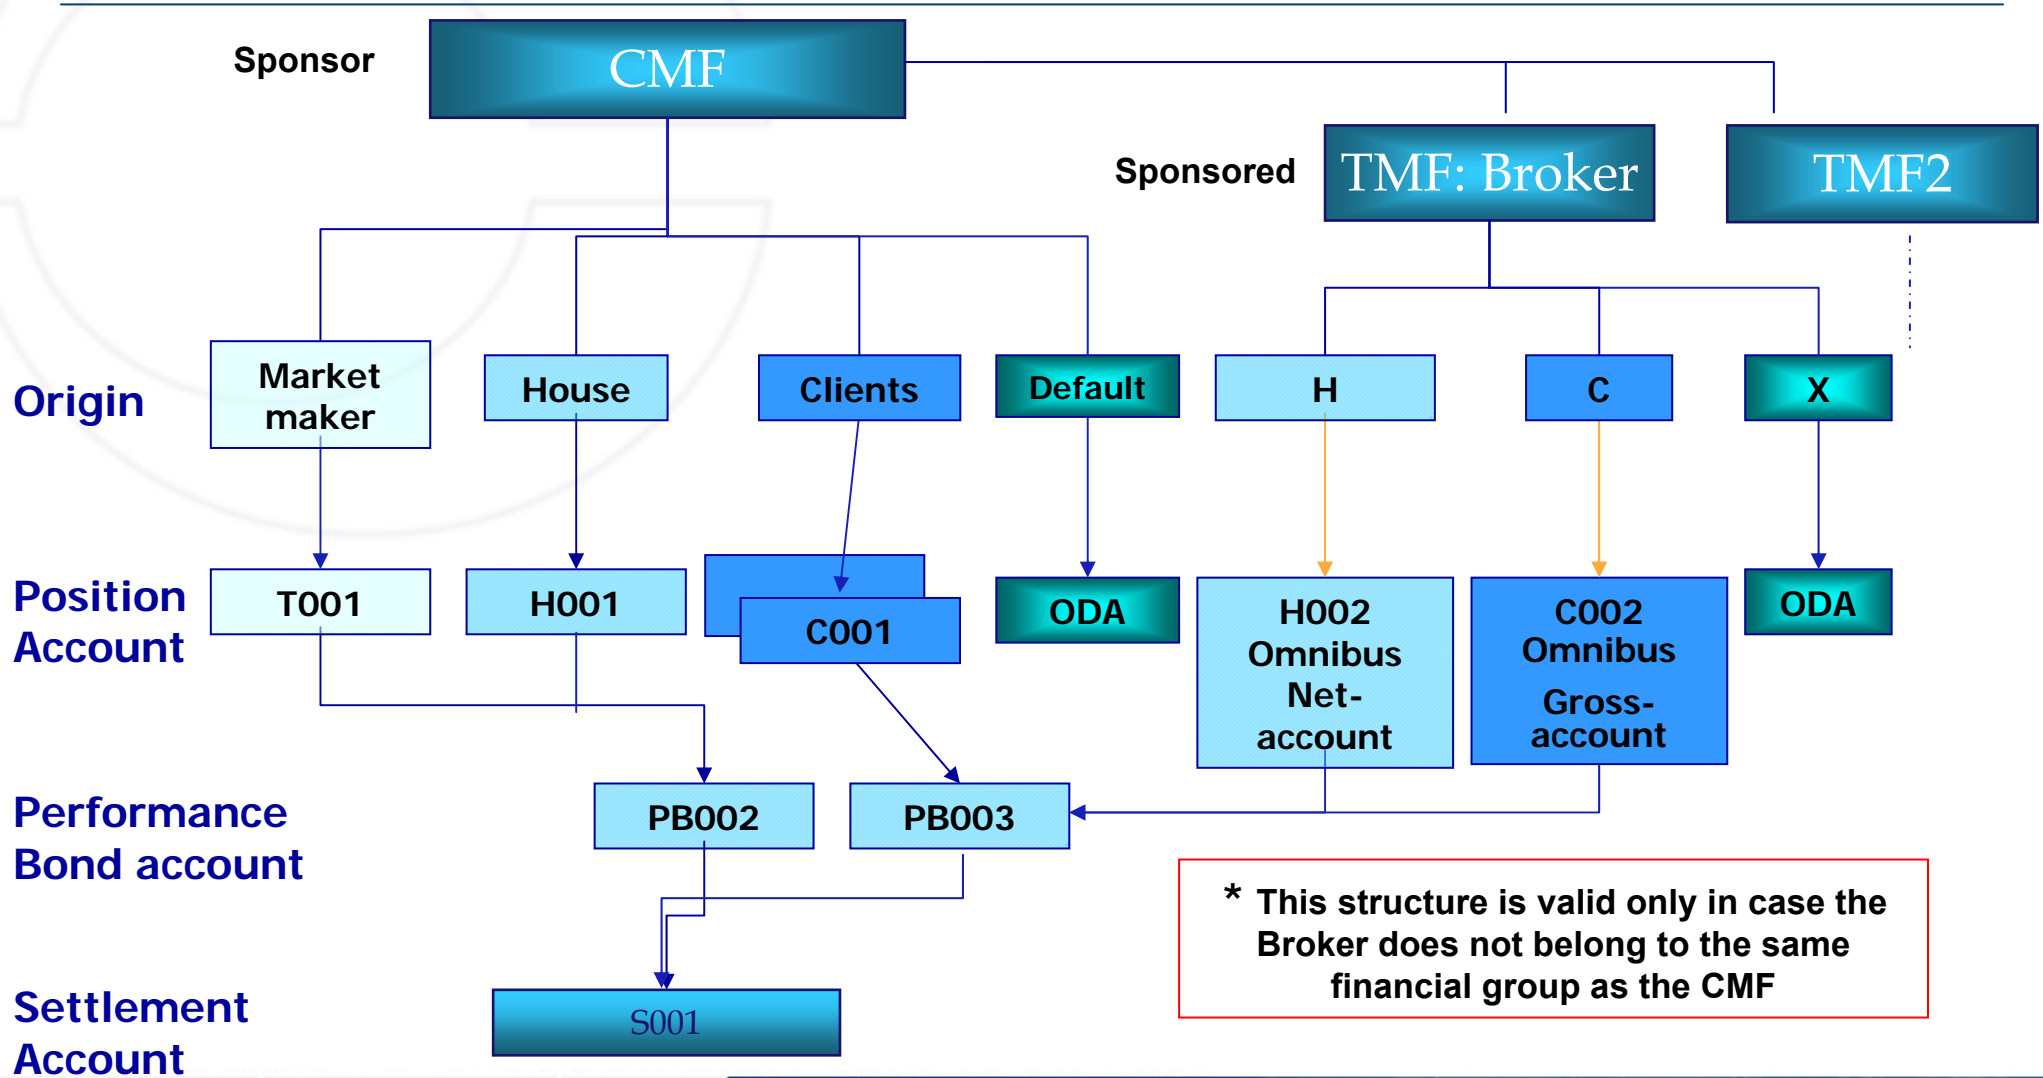 Sponsor
CMF
Sponsored
TMF: Broker
TMF2
Origin
Market
maker
House
Clients
Default
H
C
X
Position
Account
T001
H001
C001
ODA
H002
Omnibus
Net-
account
C002
Omnibus
Gross-
account
ODA
Performance
Bond account
PB002
PB003
* This structure is valid only in case the
Broker does not belong to the same
financial group as the CMF
Settlement
Account
S001